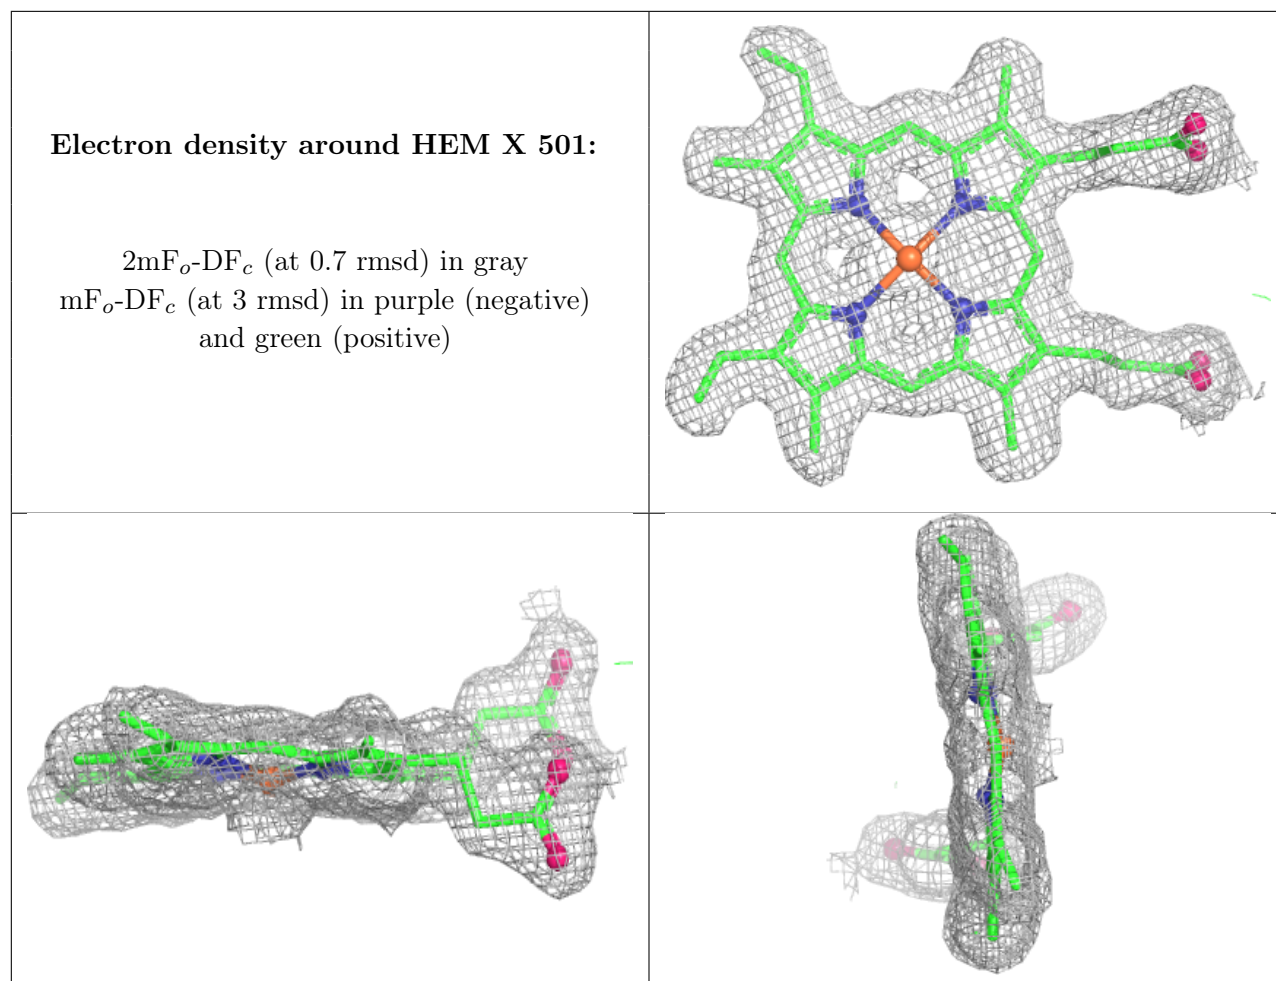 Electron density around HEM X 501:
2mFₒ-DF𝒸 (at 0.7 rmsd) in gray
mFₒ-DF𝒸 (at 3 rmsd) in purple (negative)
and green (positive)